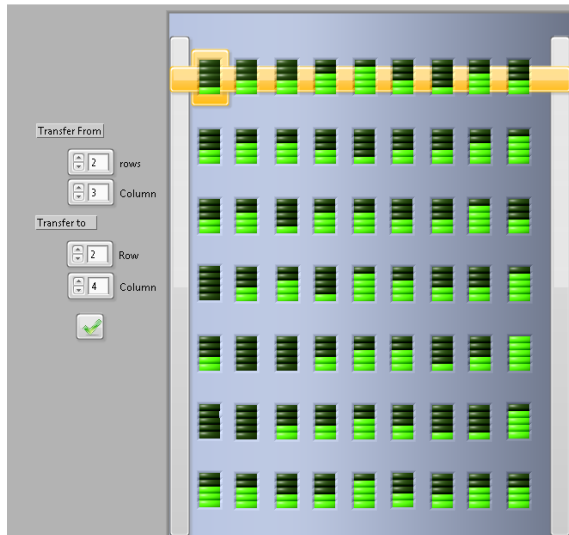 Transfer From
2 rows
3 Column
Transfer to
2 Row
4 Column